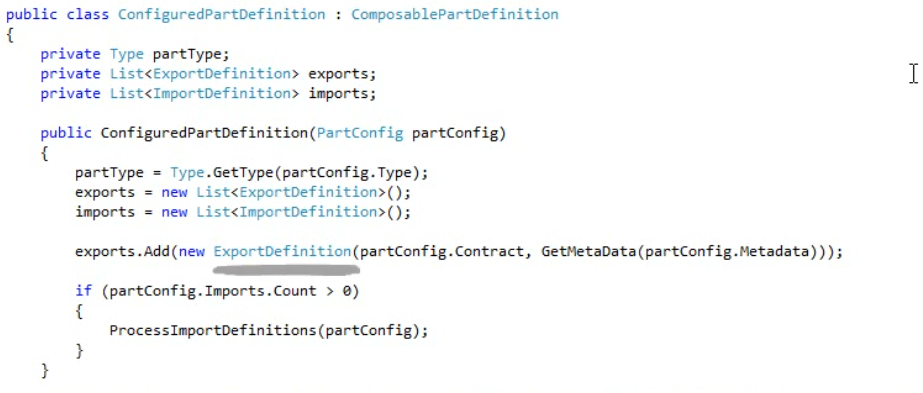 public class ConfiguredPartDefinition : ComposablePartDefinition
{
    private Type partType;
    private List<ExportDefinition> exports;
    private List<ImportDefinition> imports;

    public ConfiguredPartDefinition(PartConfig partConfig)
    {
        partType = Type.GetType(partConfig.Type);
        exports = new List<ExportDefinition>();
        imports = new List<ImportDefinition>();

        exports.Add(new ExportDefinition(partConfig.Contract, GetMetaData(partConfig.Metadata)));

        if (partConfig.Imports.Count > 0)
        {
            ProcessImportDefinitions(partConfig);
        }
    }